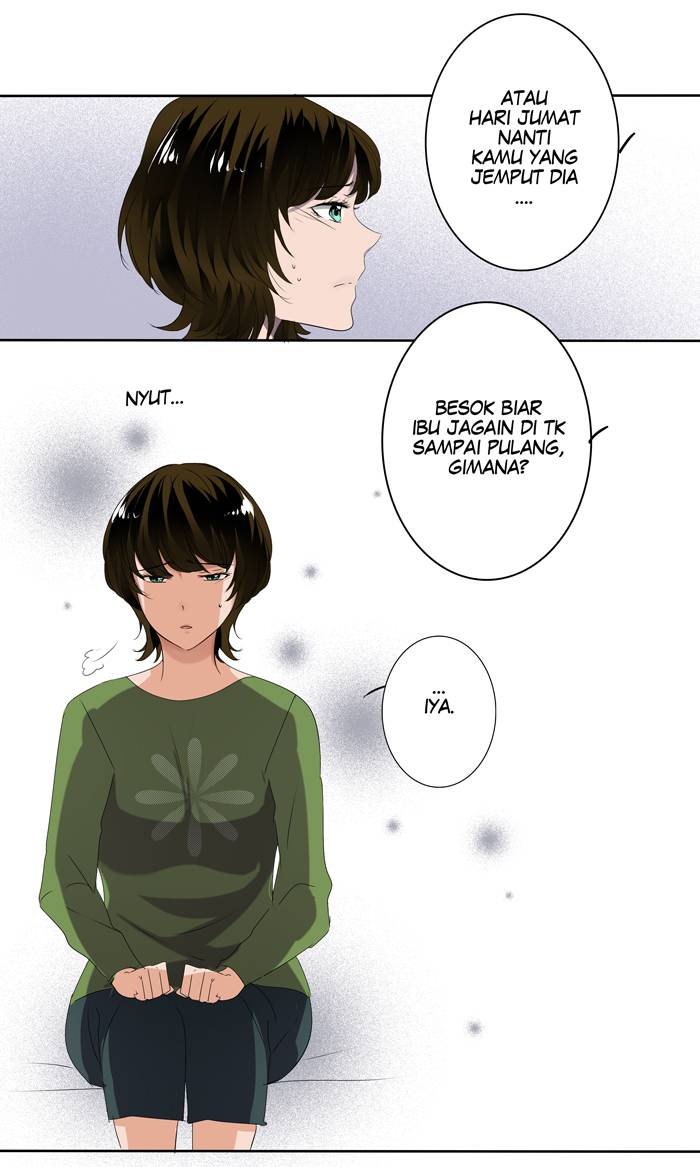 ATAU
HARI JUMAT
NANTI
KAMU YANG
JEMPUT DIA
....
NYUT...
BESOK BIAR
IBU JAGAIN DI TK
SAMPAI PULANG,
GIMANA?
...
IYA.